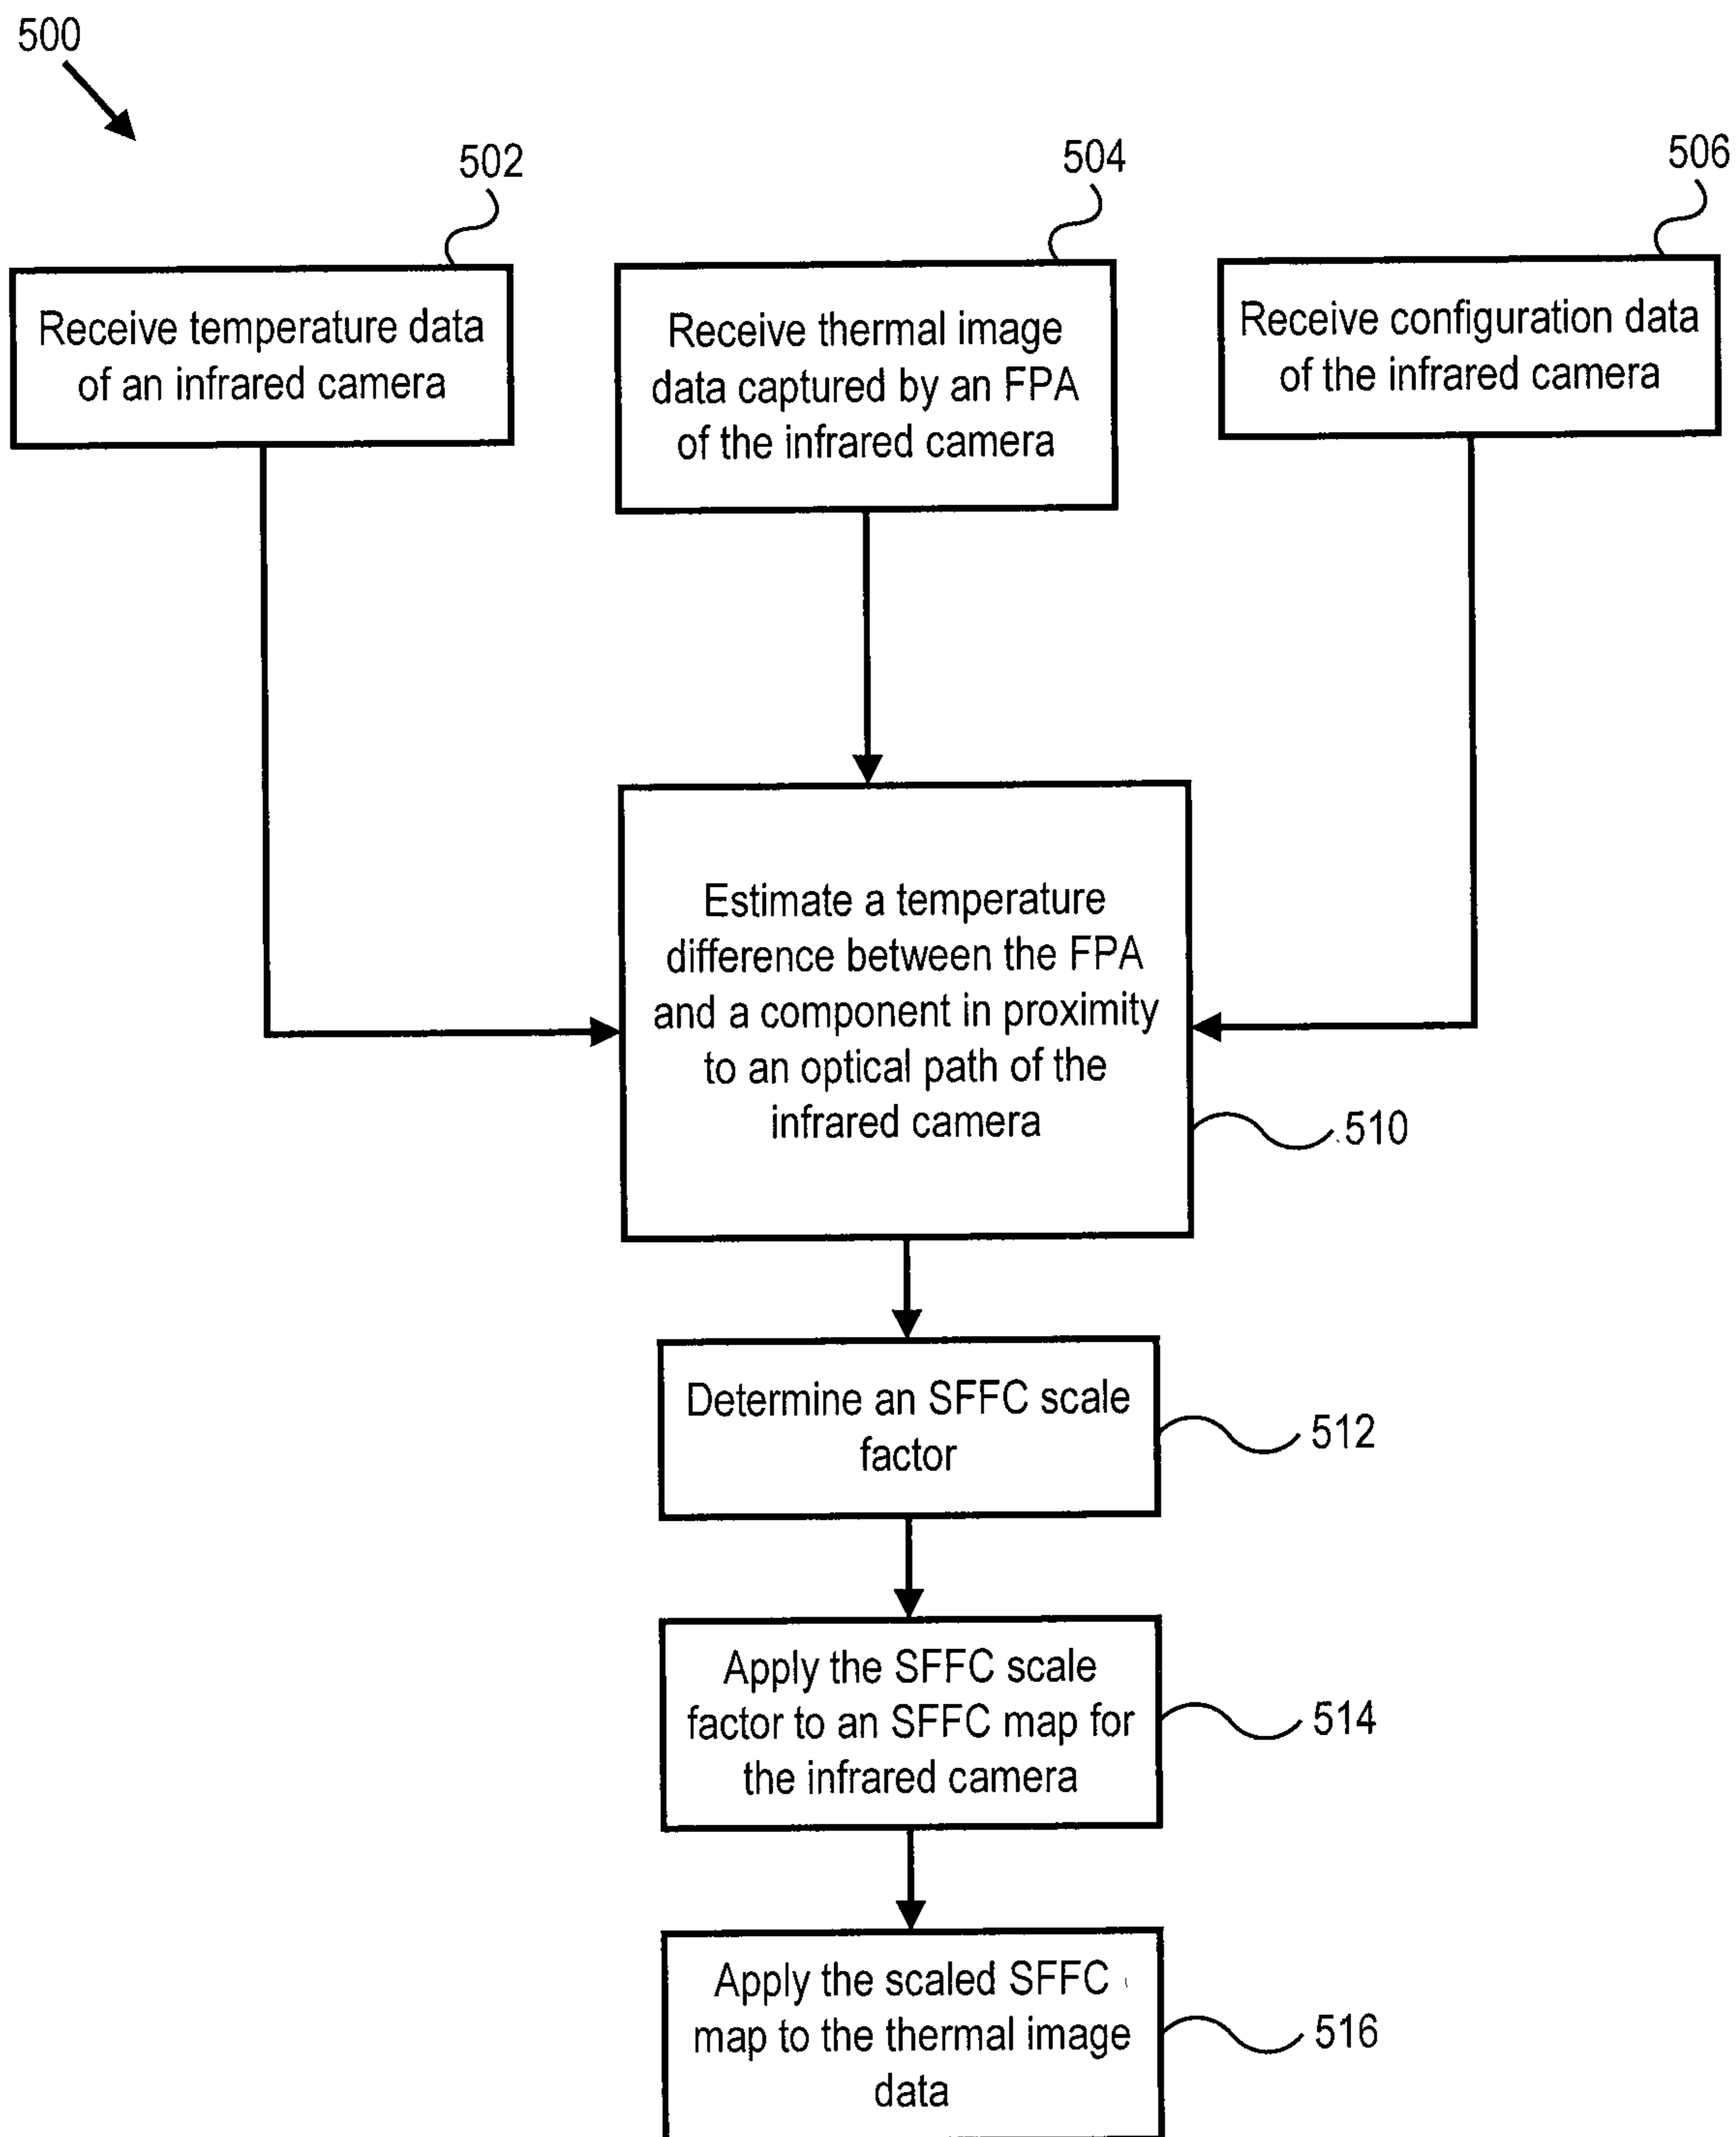 500
502
504
506
Receive temperature data
of an infrared camera
Receive thermal image
data captured by an FPA
of the infrared camera
Receive configuration data
of the infrared camera
Estimate a temperature
difference between the FPA
and a component in proximity
to an optical path of the
infrared camera
510
Determine an SFFC scale
factor
512
Apply the SFFC scale
factor to an SFFC map for
the infrared camera
514
Apply the scaled SFFC
map to the thermal image
data
516